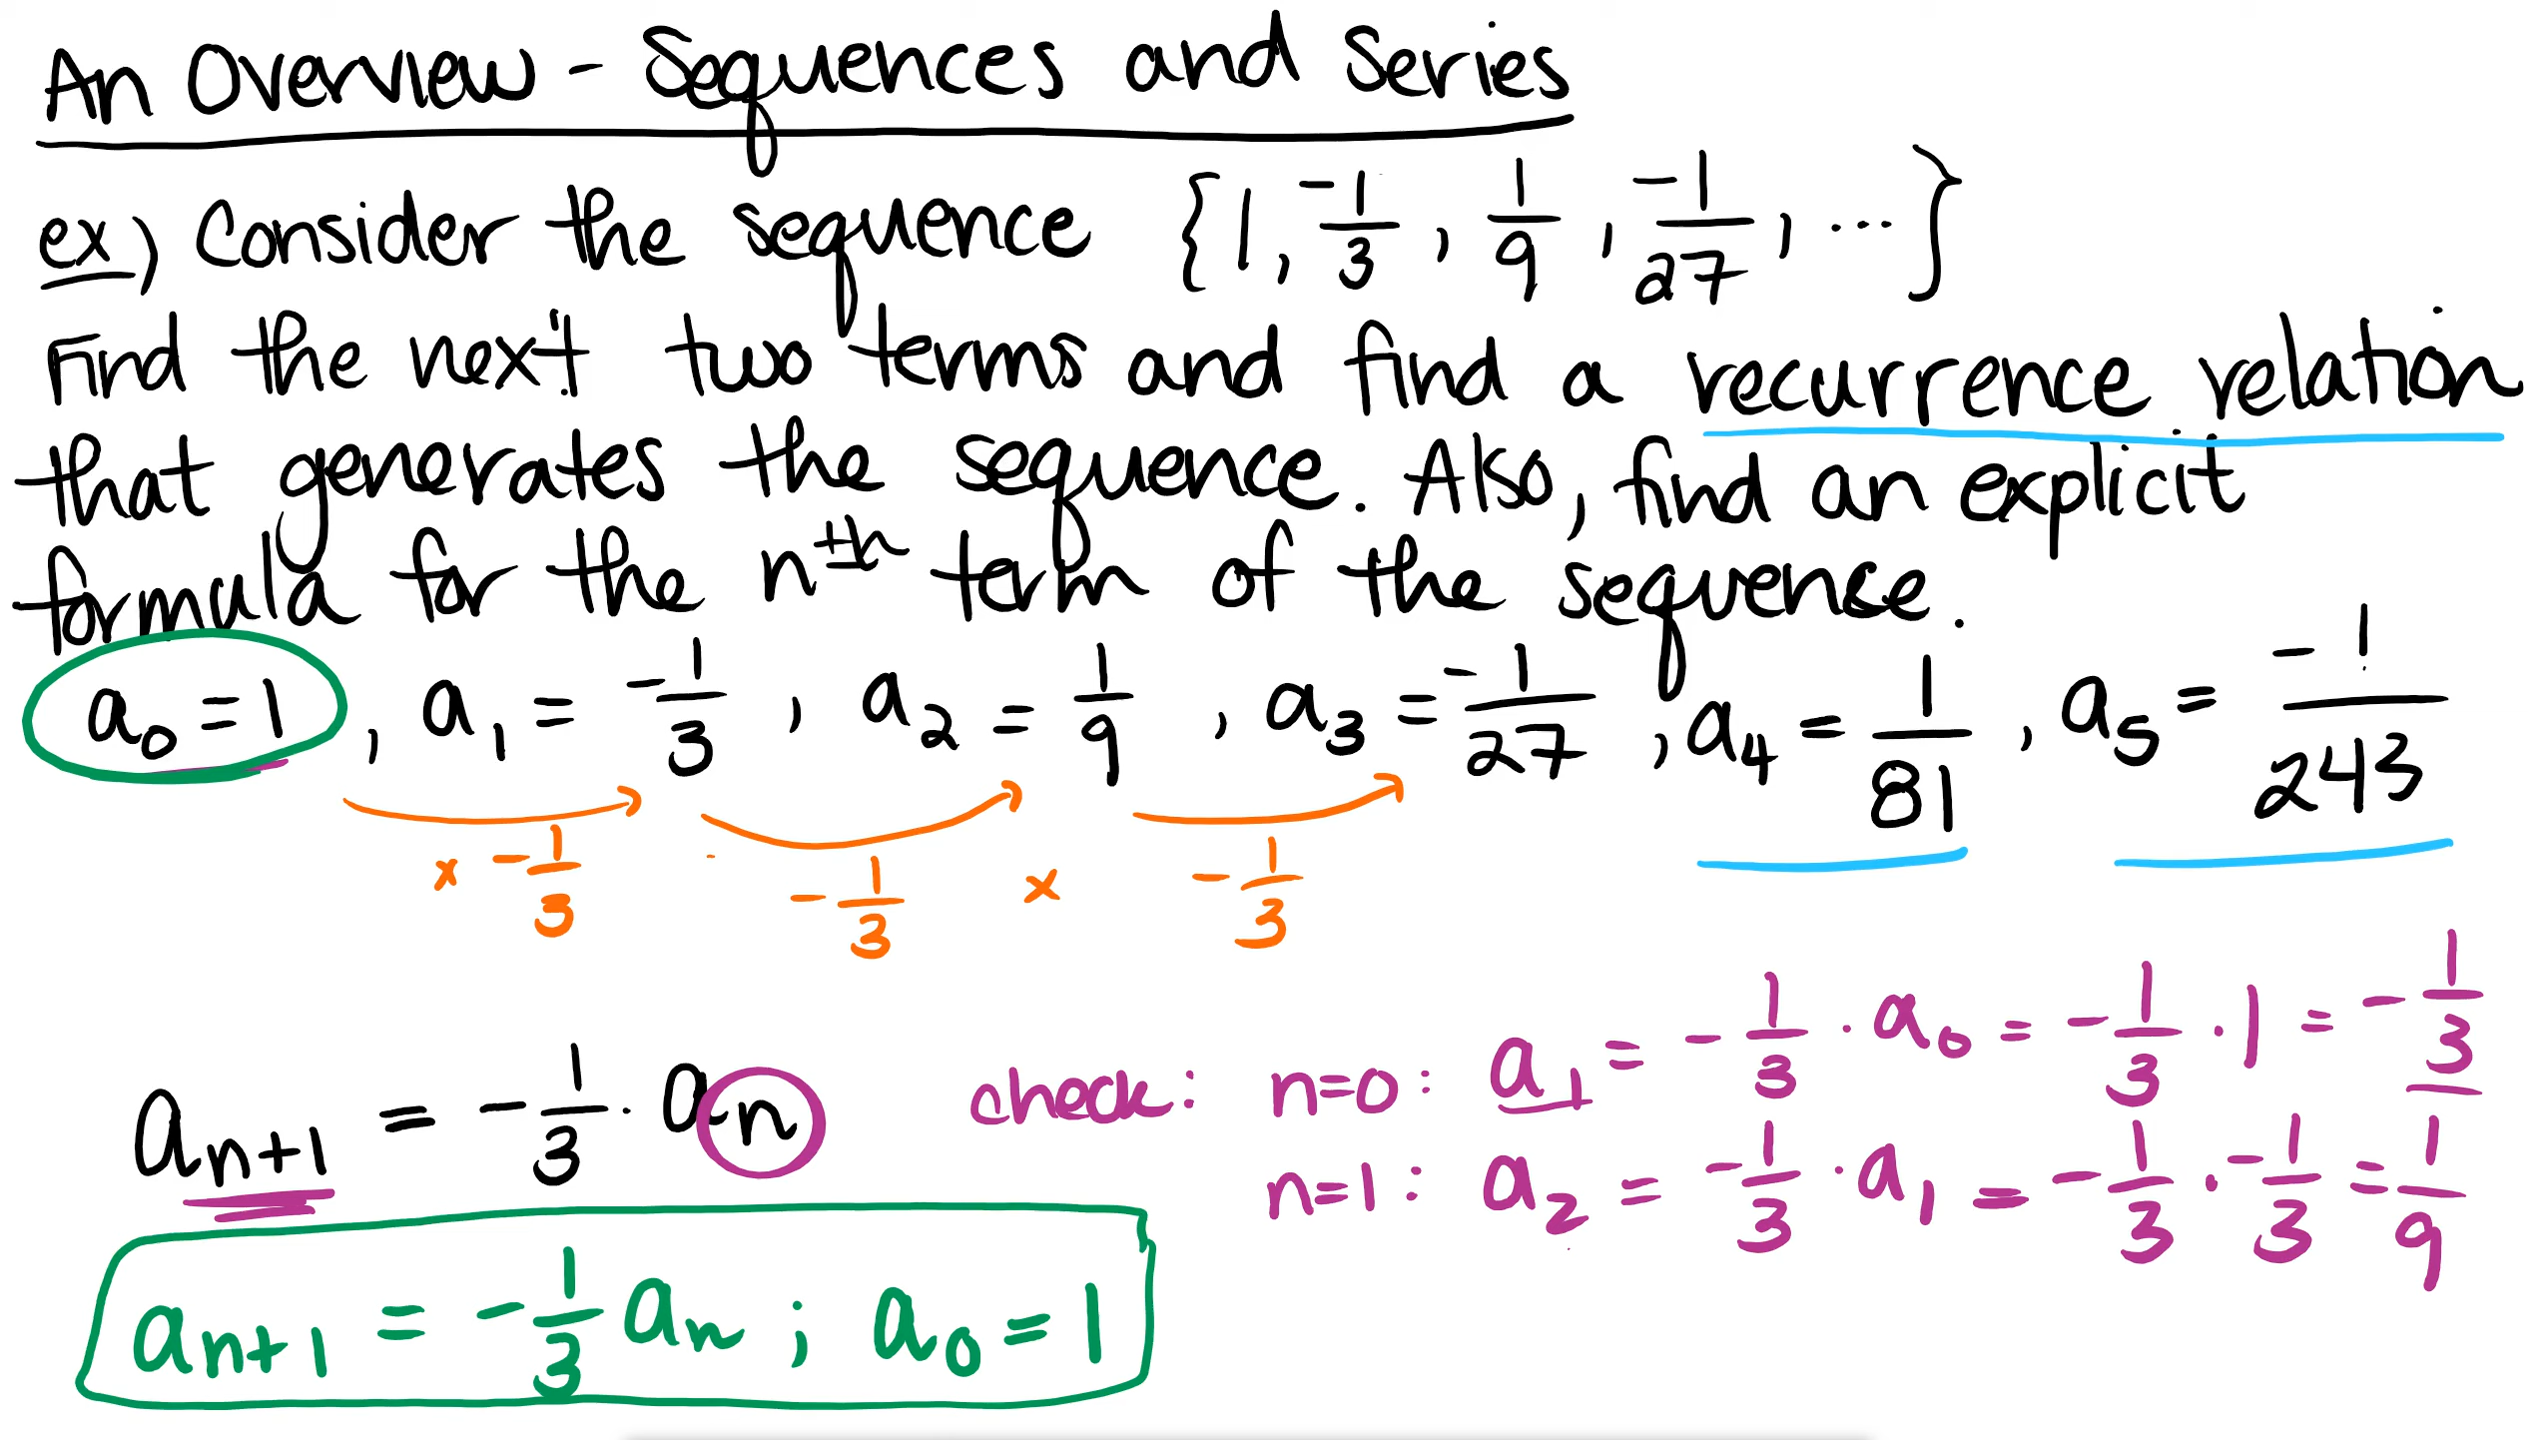 An Overview - Sequences and Series
ex) Consider the sequence {1, -1/3, 1/9, -1/27, ...}
Find the next two terms and find a recurrence relation
that generates the sequence. Also, find an explicit
formula for the nth term of the sequence.
a₀ = 1, a₁ = -1/3, a₂ = 1/9, a₃ = -1/27, a₄ = 1/81, a₅ = -1/243
x -1/3 -1/3 x -1/3
aₙ₊₁ = -1/3 · aₙ
check: n=0: a₁ = -1/3 · a₀ = -1/3 · 1 = -1/3
n=1: a₂ = -1/3 · a₁ = -1/3 · -1/3 = 1/9
aₙ₊₁ = -1/3 aₙ ; a₀ = 1